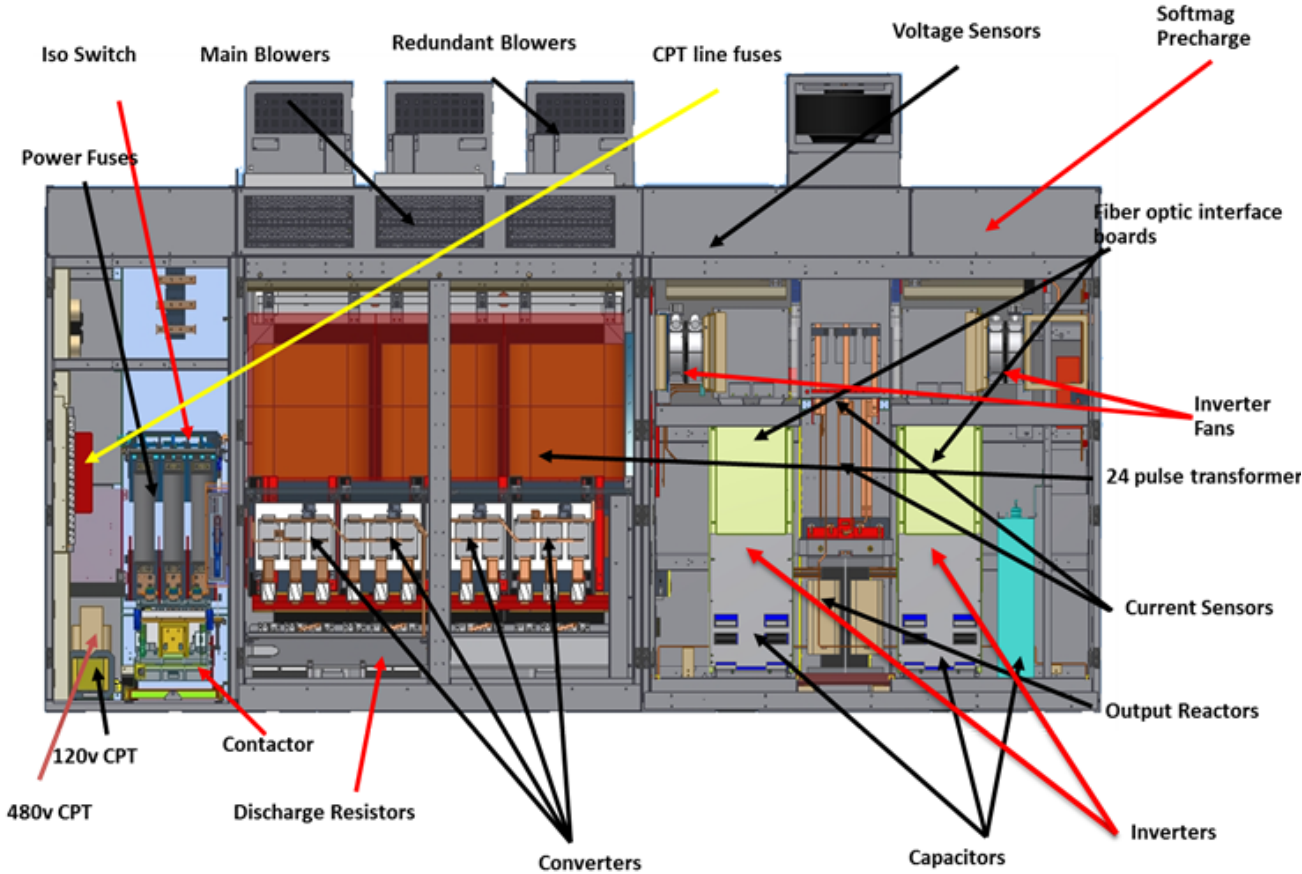 Softmag
Precharge
Voltage Sensors
Redundant Blowers
Iso Switch
Main Blowers
CPT line fuses
Power Fuses
Fiber optic interface
boards
Inverter
Fans
24 pulse transformer
Current Sensors
Output Reactors
Contactor
120v CPT
480v CPT
Discharge Resistors
Inverters
Converters
Capacitors